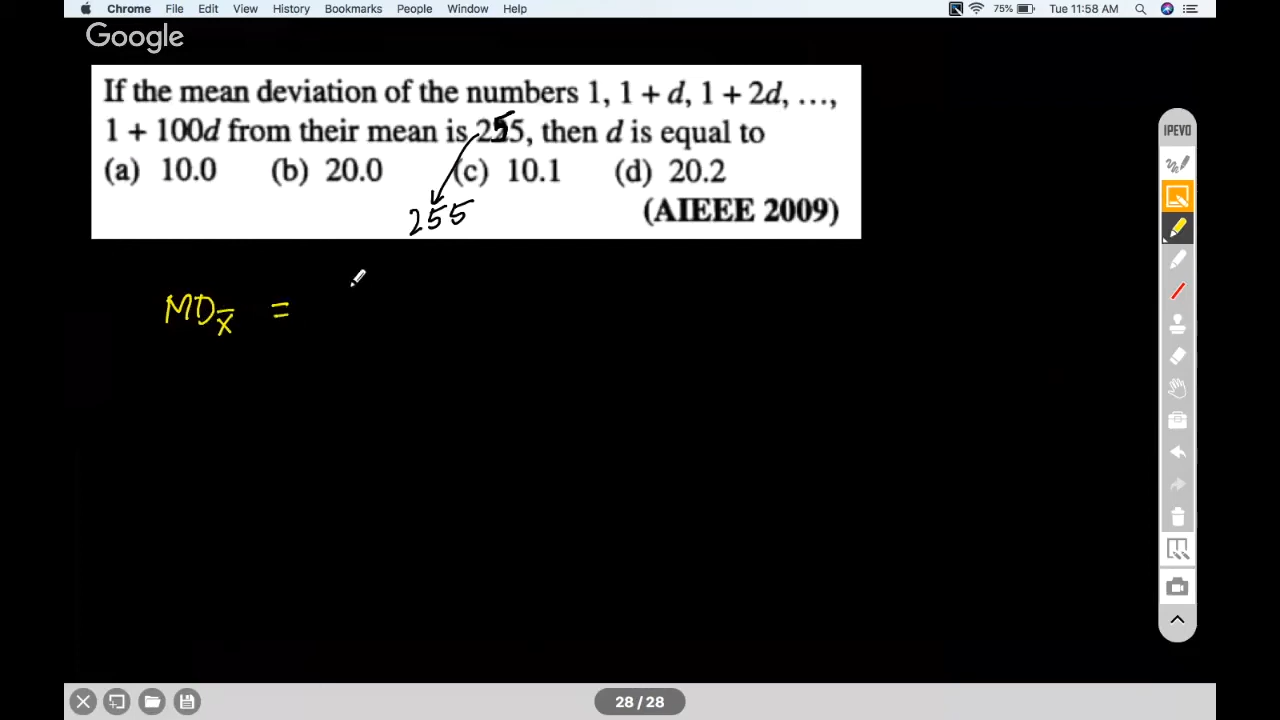 Chrome File Edit View History Bookmarks People Window Help 75% Tue 11:58 AM
Google
If the mean deviation of the numbers 1, 1 + d, 1 + 2d, ...,
1 + 100d from their mean is 255, then d is equal to
(a) 10.0 (b) 20.0 (c) 10.1 (d) 20.2
255
(AIEEE 2009)
IPEVO
MD_x̄ =
28 / 28